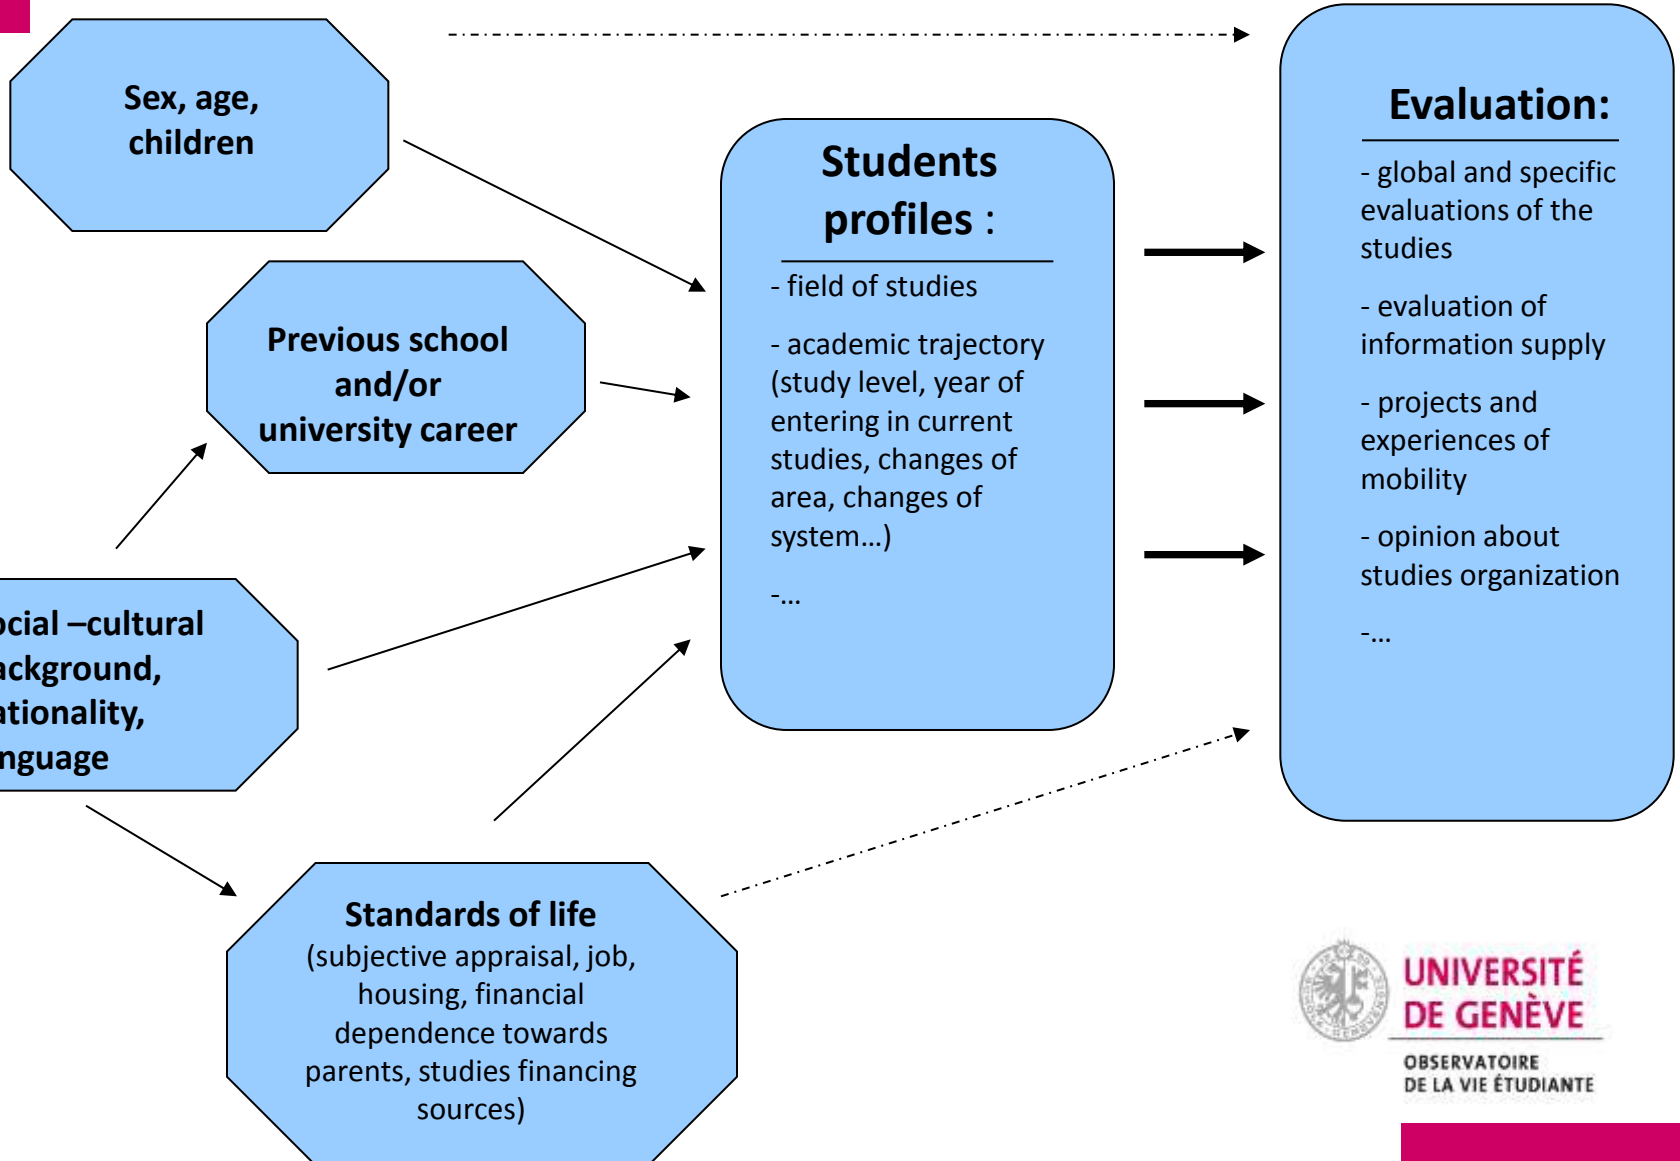 Sex, age,
children
Previous school
and/or
university career
ocial –cultural
ackground,
ationality,
nguage
Standards of life
(subjective appraisal, job,
housing, financial
dependence towards
parents, studies financing
sources)
Students
profiles :
- field of studies
- academic trajectory
(study level, year of
entering in current
studies, changes of
area, changes of
system...)
-...
Evaluation:
- global and specific
evaluations of the
studies
- evaluation of
information supply
- projects and
experiences of
mobility
- opinion about
studies organization
-...
UNIVERSITÉ
DE GENÈVE
OBSERVATOIRE
DE LA VIE ÉTUDIANTE